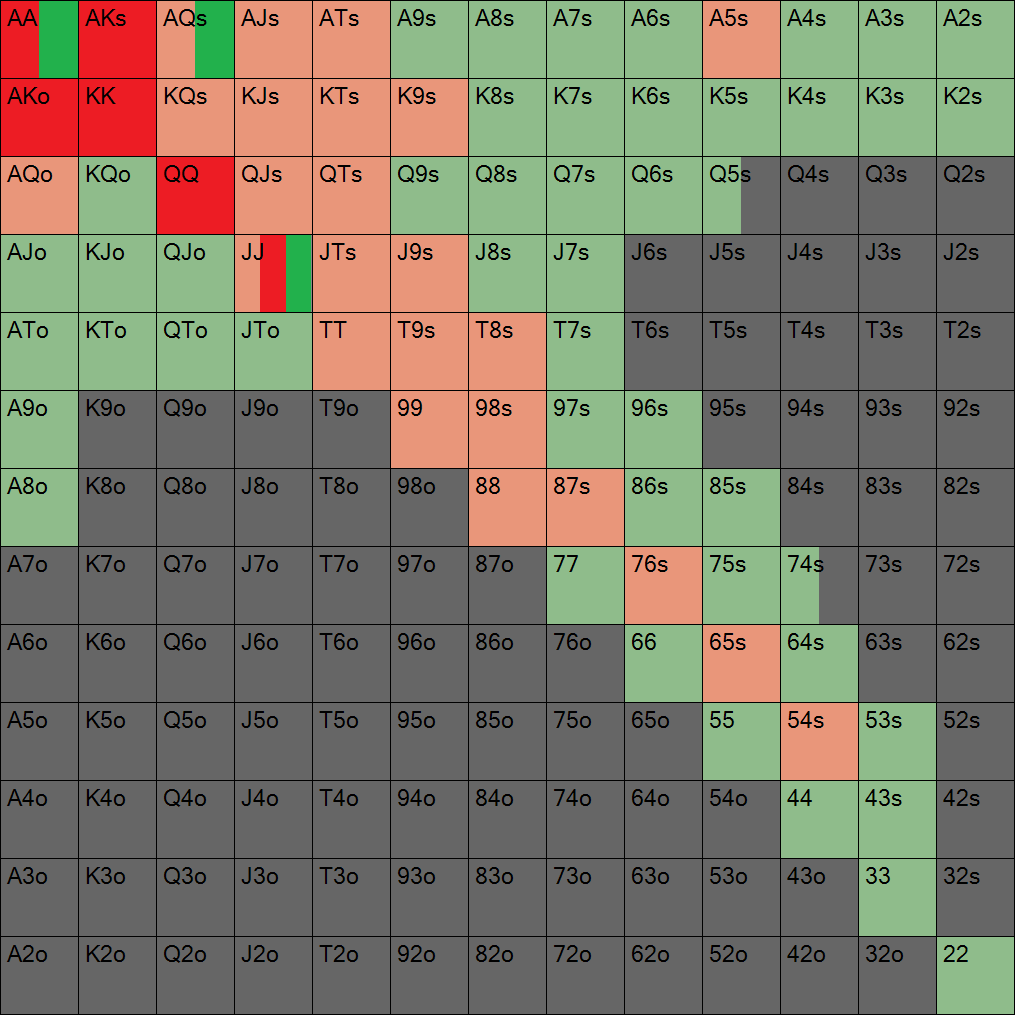 AA AKs AQs AJs ATs A9s A8s A7s A6s A5s A4s A3s A2s
AKo KK KQs KJs KTs K9s K8s K7s K6s K5s K4s K3s K2s
AQo KQo QQ QJs QTs Q9s Q8s Q7s Q6s Q5s Q4s Q3s Q2s
AJo KJo QJo JJ JTs J9s J8s J7s J6s J5s J4s J3s J2s
ATo KTo QTo JTo TT T9s T8s T7s T6s T5s T4s T3s T2s
A9o K9o Q9o J9o T9o 99 98s 97s 96s 95s 94s 93s 92s
A8o K8o Q8o J8o T8o 98o 88 87s 86s 85s 84s 83s 82s
A7o K7o Q7o J7o T7o 97o 87o 77 76s 75s 74s 73s 72s
A6o K6o Q6o J6o T6o 96o 86o 76o 66 65s 64s 63s 62s
A5o K5o Q5o J5o T5o 95o 85o 75o 65o 55 54s 53s 52s
A4o K4o Q4o J4o T4o 94o 84o 74o 64o 54o 44 43s 42s
A3o K3o Q3o J3o T3o 93o 83o 73o 63o 53o 43o 33 32s
A2o K2o Q2o J2o T2o 92o 82o 72o 62o 52o 42o 32o 22